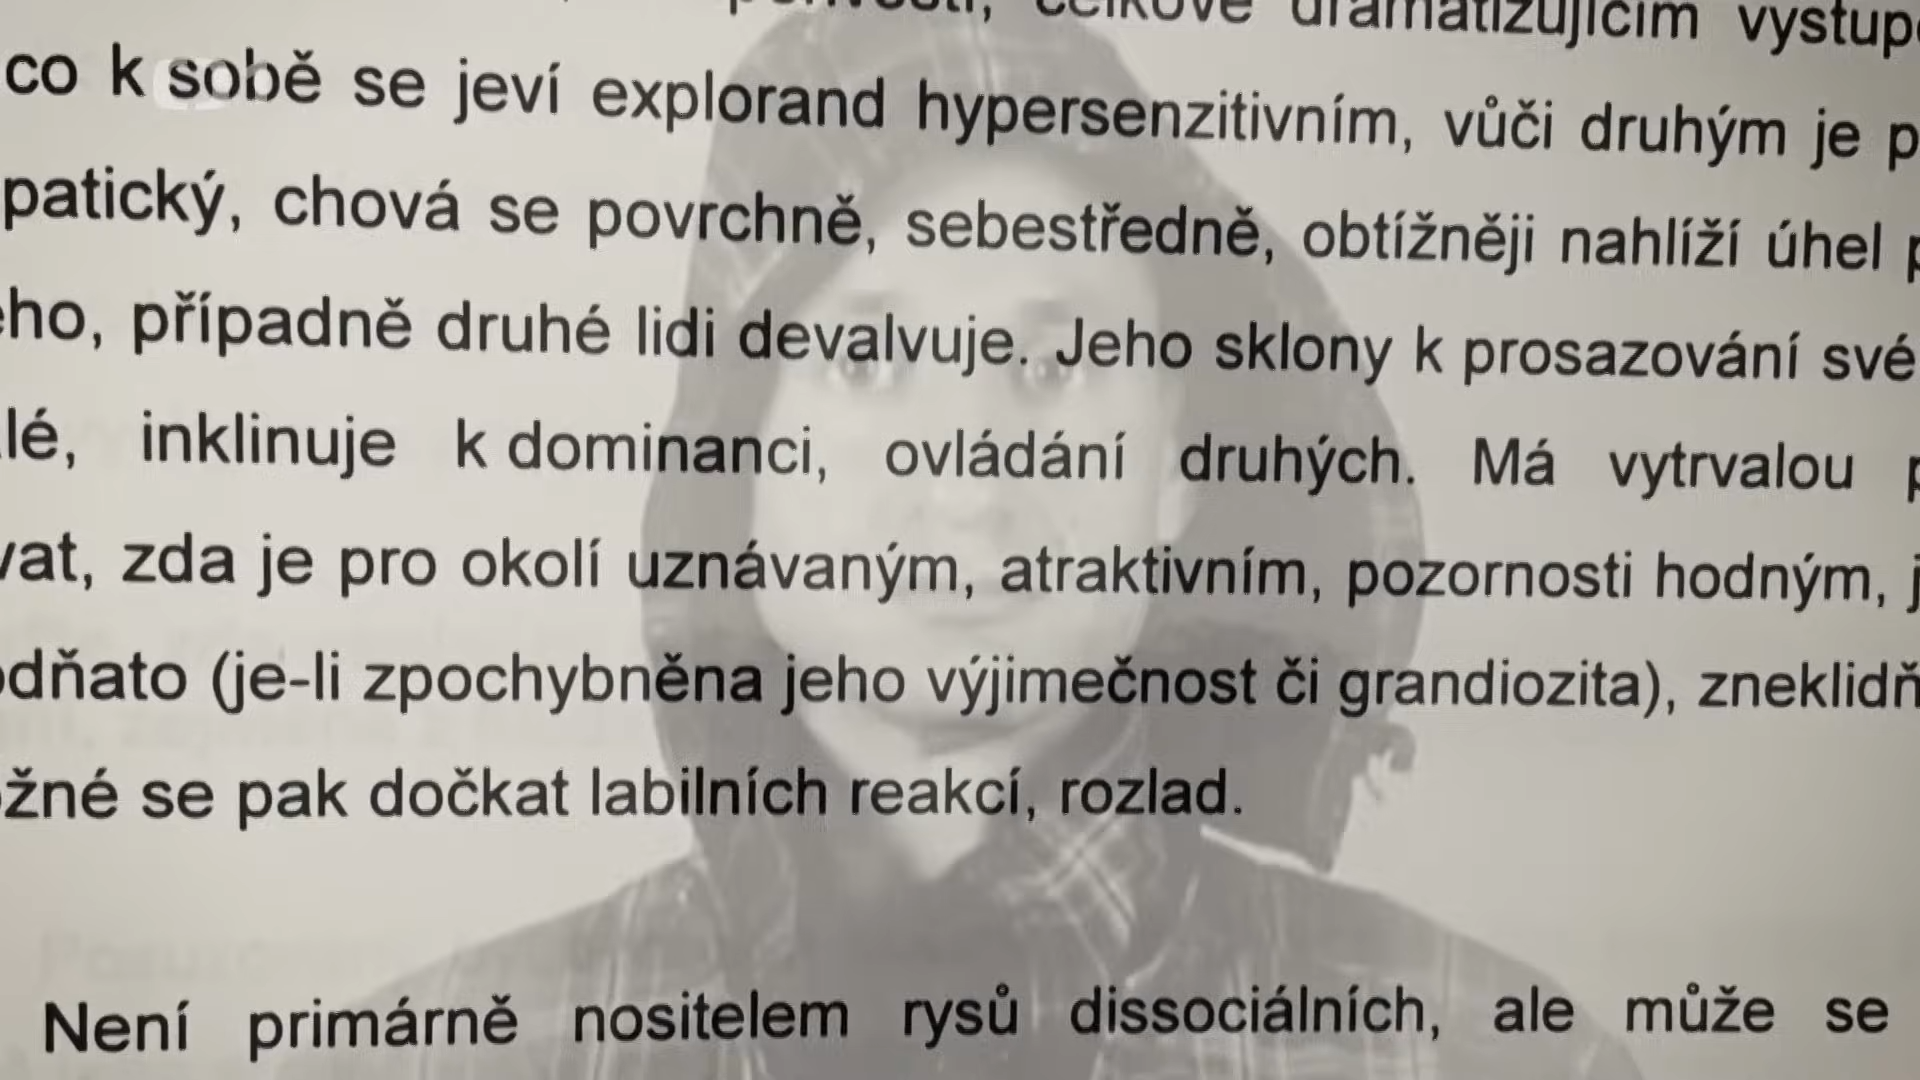 celkově dramatizujícím
co k sobě se jeví explorand hypersenzitivním, vůči druhým je
patický, chová se povrchně, sebestředně, obtížněji nahlíží úhel
eho, případně druhé lidi devalvuje. Jeho sklony k prosazování své
lé, inklinuje k dominanci, ovládání druhých. Má vytrvalou
vat, zda je pro okolí uznávaným, atraktivním, pozornosti hodným,
odňato (je-li zpochybněna jeho výjimečnost či grandiozita), zneklidň
ožné se pak dočkat labilních reakcí, rozlad.
Není primárně nositelem rysů dissociálních, ale může se